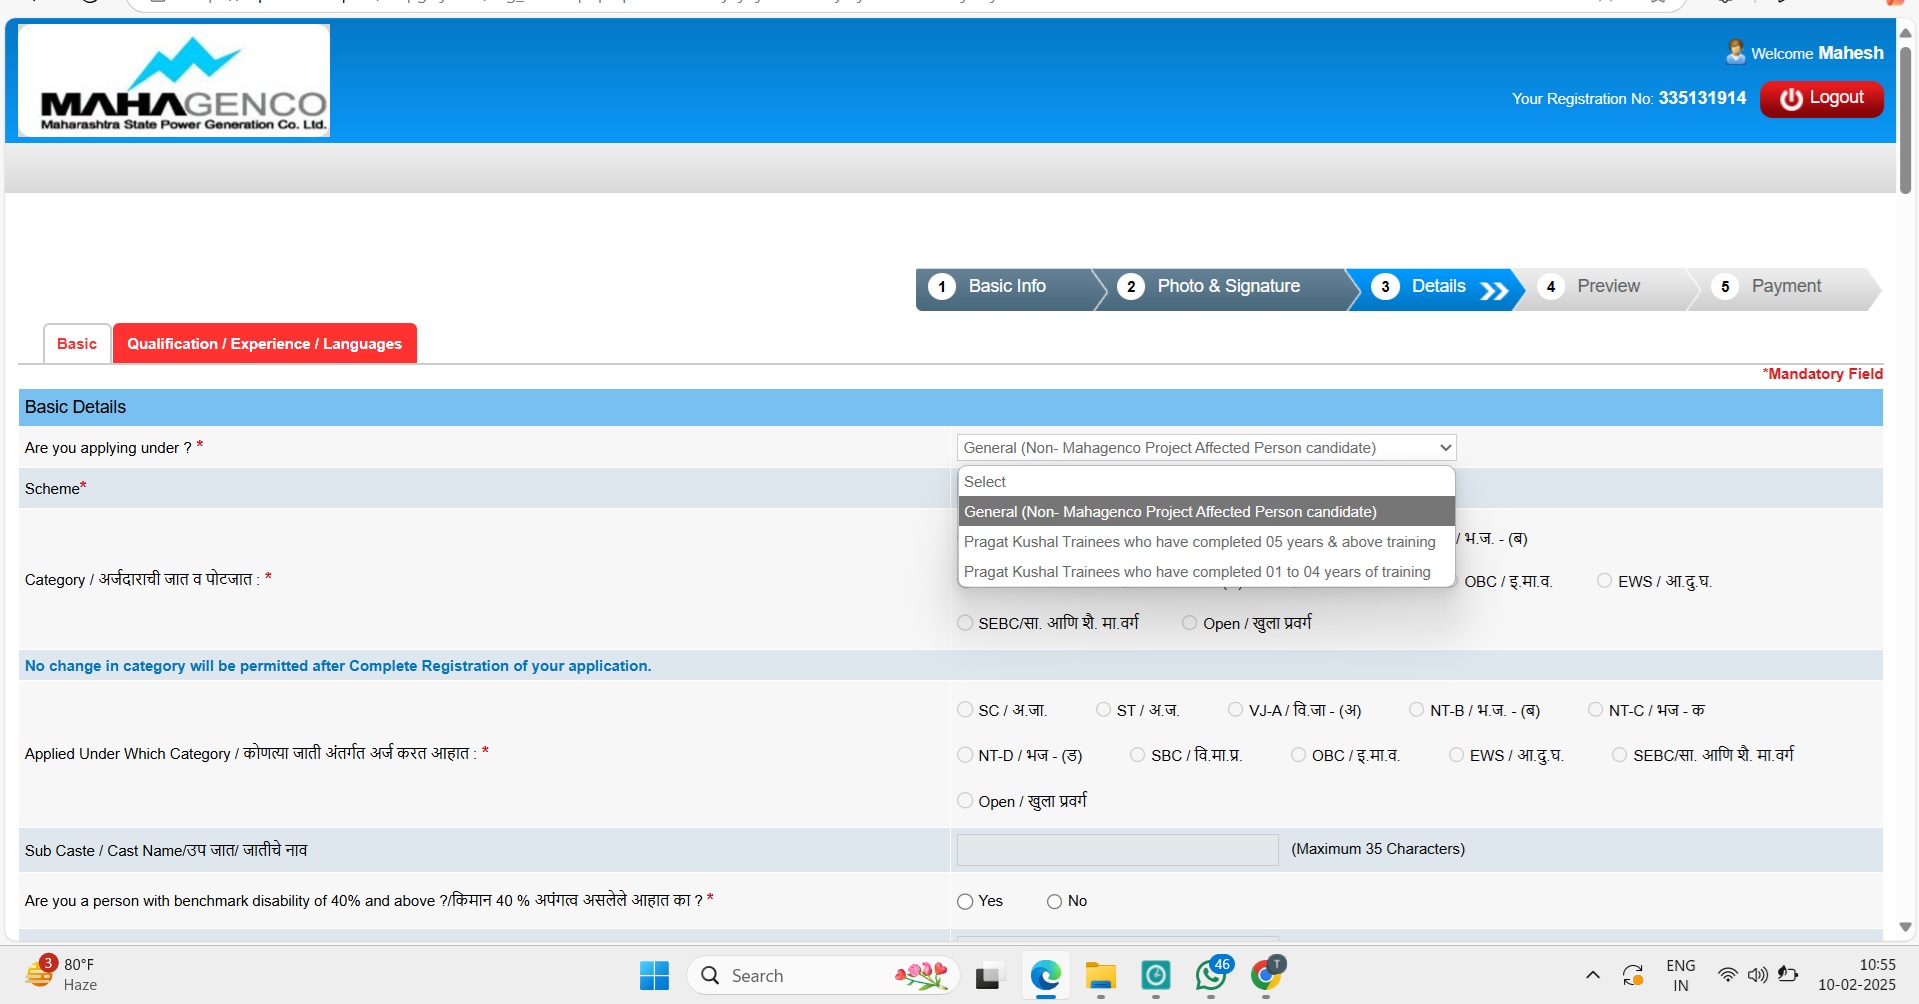 MAHAGENCO
Maharashtra State Power Generation Co. Ltd.
Welcome Mahesh
Your Registration No: 335131914 Logout
1 Basic Info 2 Photo & Signature 3 Details 4 Preview 5 Payment
Basic Qualification / Experience / Languages
*Mandatory Field
Basic Details
Are you applying under ? * General (Non- Mahagenco Project Affected Person candidate)
Scheme*
Select
General (Non- Mahagenco Project Affected Person candidate)
Pragat Kushal Trainees who have completed 05 years & above training / भ.ज. - (ब)
Pragat Kushal Trainees who have completed 01 to 04 years of training
Category / अर्जदाराची जात व पोटजात : * OBC / इ.मा.व. EWS / आ.दु.घ.
SEBC/सा. आणि शै. मा.वर्ग Open / खुला प्रवर्ग
No change in category will be permitted after Complete Registration of your application.
SC / अ.जा. ST / अ.ज. VJ-A / वि.जा - (अ) NT-B / भ.ज. - (ब) NT-C / भज - क
Applied Under Which Category / कोणत्या जाती अंतर्गत अर्ज करत आहात : * NT-D / भज - (ड) SBC / वि.मा.प्र. OBC / इ.मा.व. EWS / आ.दु.घ. SEBC/सा. आणि शै. मा.वर्ग
Open / खुला प्रवर्ग
Sub Caste / Cast Name/उप जात/ जातीचे नाव (Maximum 35 Characters)
Are you a person with benchmark disability of 40% and above ?/किमान 40 % अपंगत्व असलेले आहात का ? * Yes No
3 80°F
Haze
Search
46
T
ENG
IN
10:55
10-02-2025